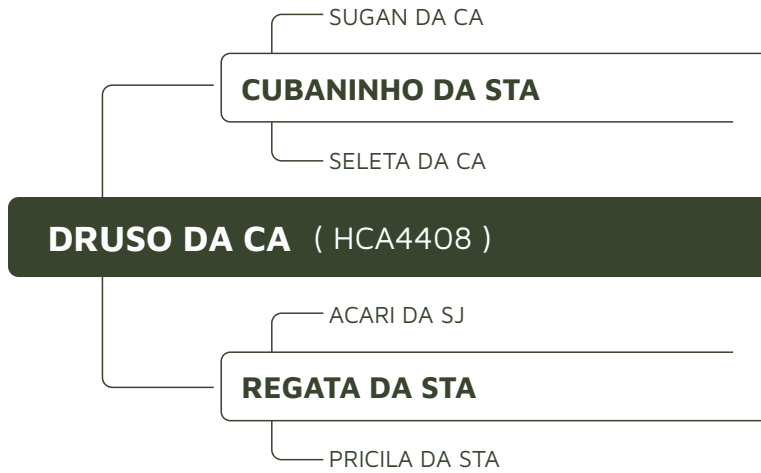 SUGAN DA CA
CUBANINHO DA STA
SELETA DA CA
DRUSO DA CA ( HCA4408 )
ACARI DA SJ
REGATA DA STA
PRICILA DA STA